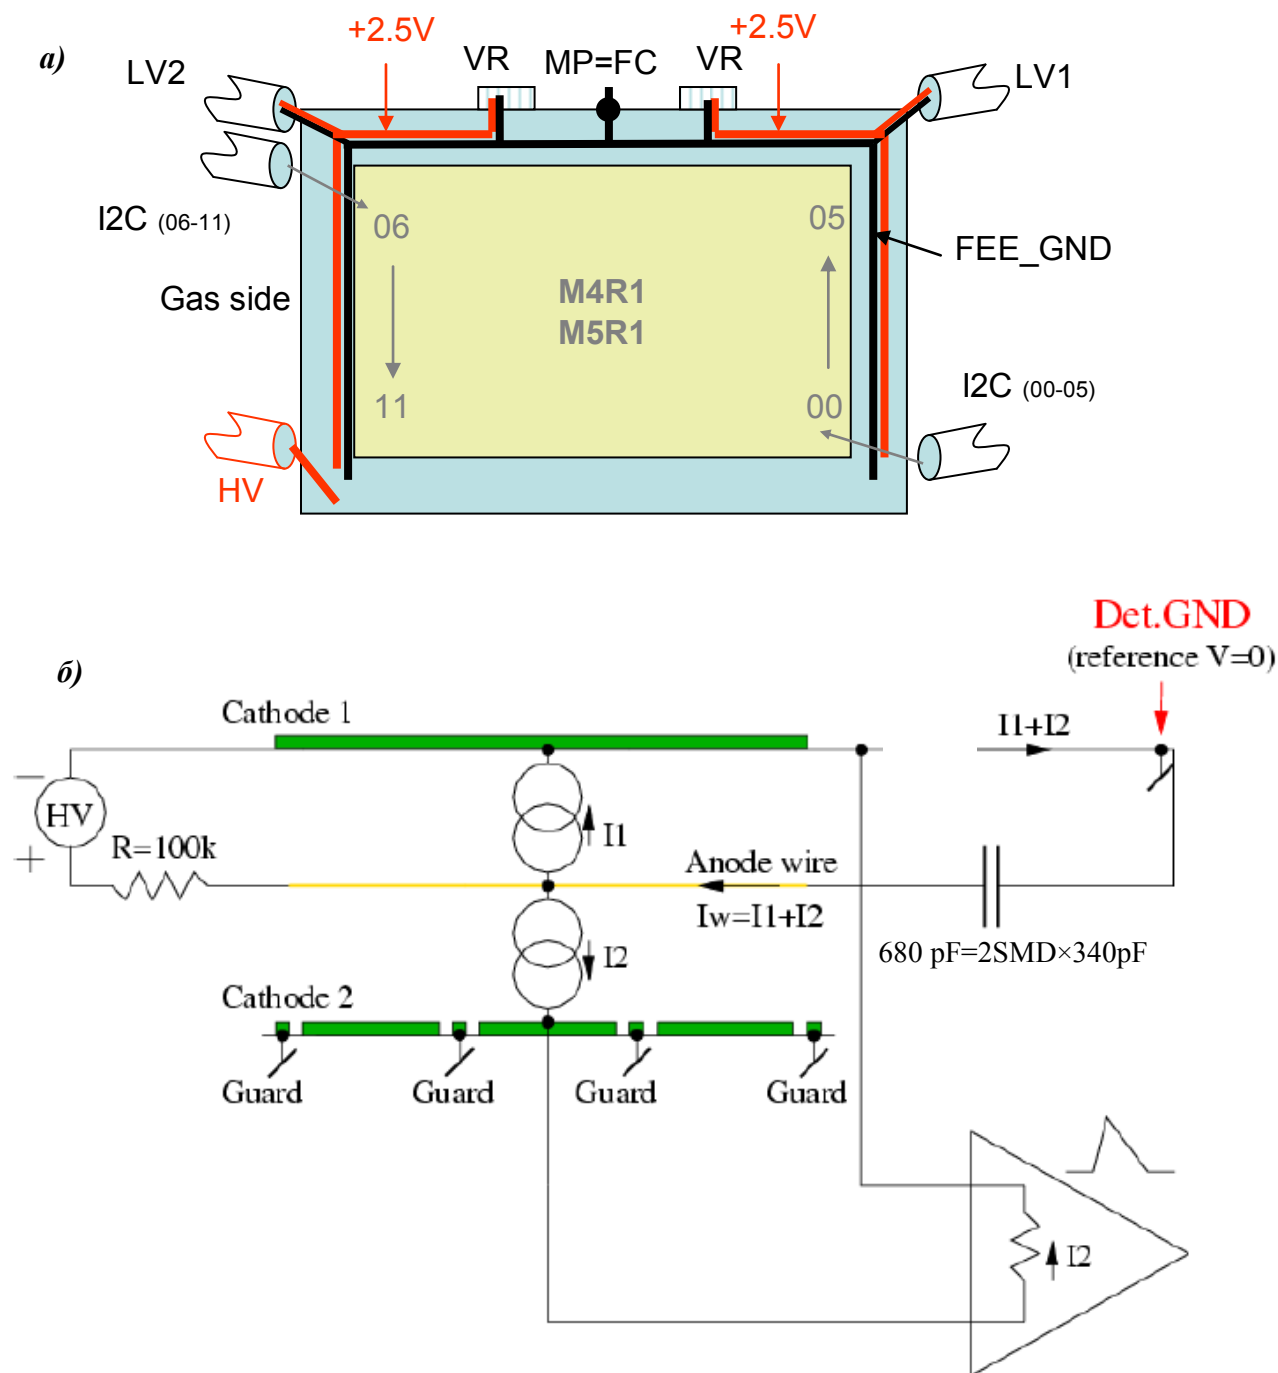 а)
+2.5V
+2.5V
LV2
VR
MP=FC
VR
LV1
I2C (06-11)
06
05
FEE_GND
Gas side
M4R1
M5R1
11
00
I2C (00-05)
HV
Det.GND
(reference V=0)
б)
Cathode 1
I1+I2
HV
R=100k
I1
Anode wire
Iw=I1+I2
I2
680 pF=2SMD×340pF
Cathode 2
Guard
Guard
Guard
Guard
I2